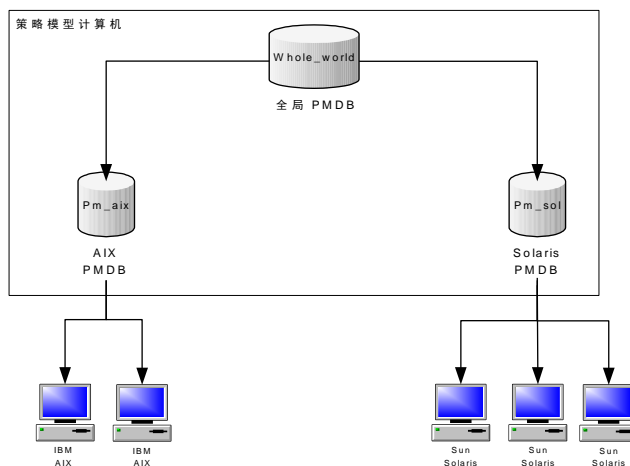 策略模型计算机
Whole_world
全局 PMDB
Pm_aix
Pm_sol
AIX
PMDB
Solaris
PMDB
IBM
AIX
IBM
AIX
Sun
Solaris
Sun
Solaris
Sun
Solaris